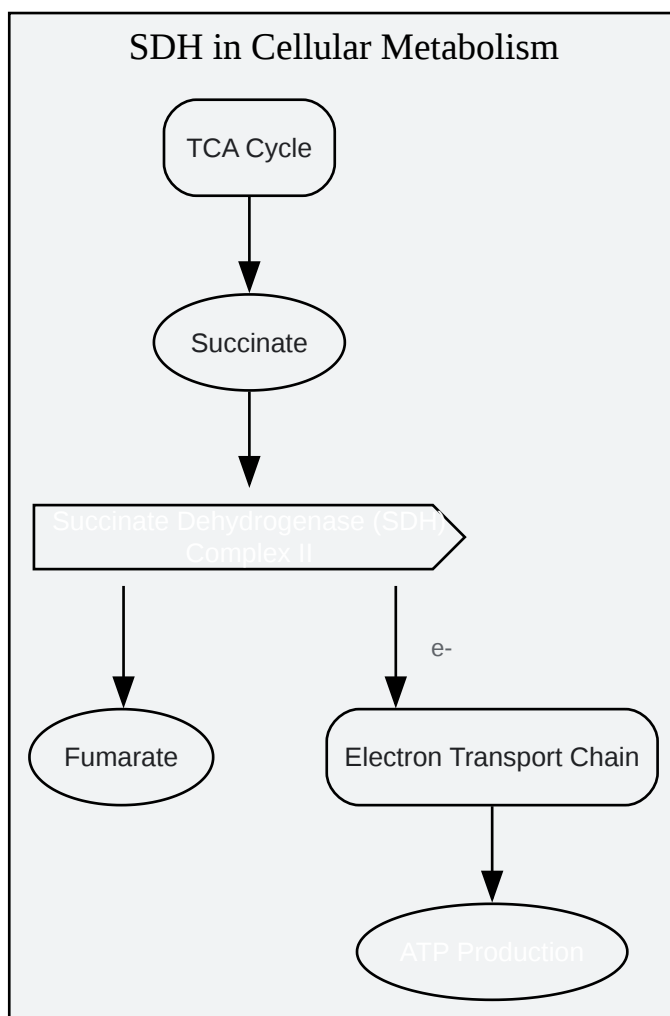 SDH in Cellular Metabolism
TCA Cycle
Succinate
Succinate Dehydrogenase (SDH)
Complex II
e-
Fumarate
Electron Transport Chain
ATP Production